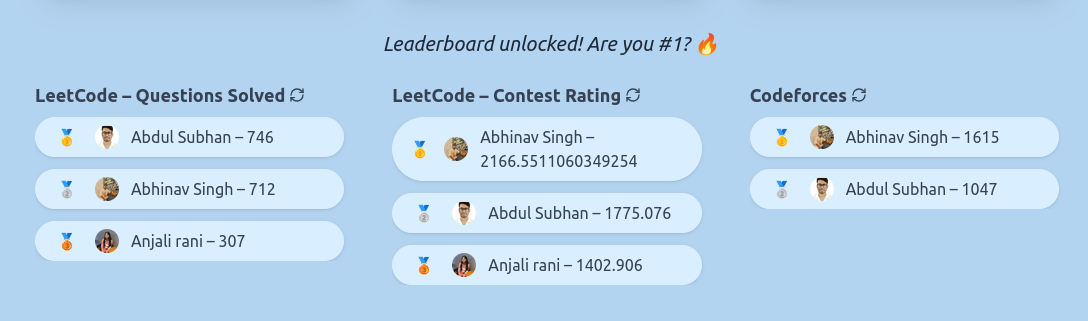 Leaderboard unlocked! Are you #1? 🔥
LeetCode – Questions Solved
🥇 Abdul Subhan – 746
🥈 Abhinav Singh – 712
🥉 Anjali rani – 307
LeetCode – Contest Rating
🥇 Abhinav Singh –
2166.5511060349254
🥈 Abdul Subhan – 1775.076
🥉 Anjali rani – 1402.906
Codeforces
🥇 Abhinav Singh – 1615
🥈 Abdul Subhan – 1047